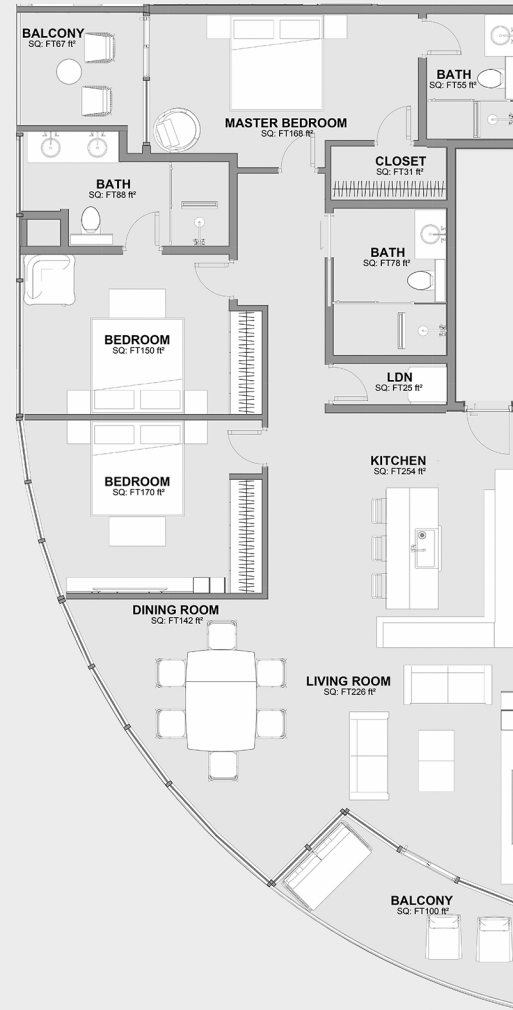 BALCONY
SQ: FT67 ft²
MASTER BEDROOM
SQ: FT168 ft²
BATH
SQ: FT55 ft²
CLOSET
SQ: FT31 ft²
BATH
SQ: FT88 ft²
BATH
SQ: FT78 ft²
BEDROOM
SQ: FT150 ft²
LDN
SQ: FT25 ft²
KITCHEN
SQ: FT254 ft²
BEDROOM
SQ: FT170 ft²
DINING ROOM
SQ: FT142 ft²
LIVING ROOM
SQ: FT226 ft²
BALCONY
SQ: FT100 ft²